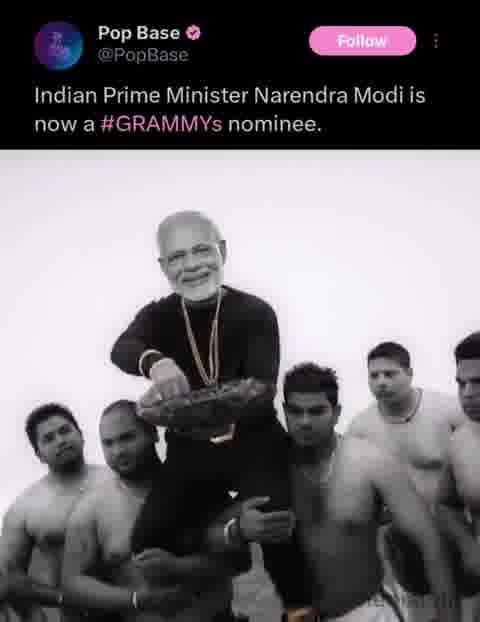 Pop Base
@PopBase
Follow
Indian Prime Minister Narendra Modi is
now a #GRAMMYs nominee.